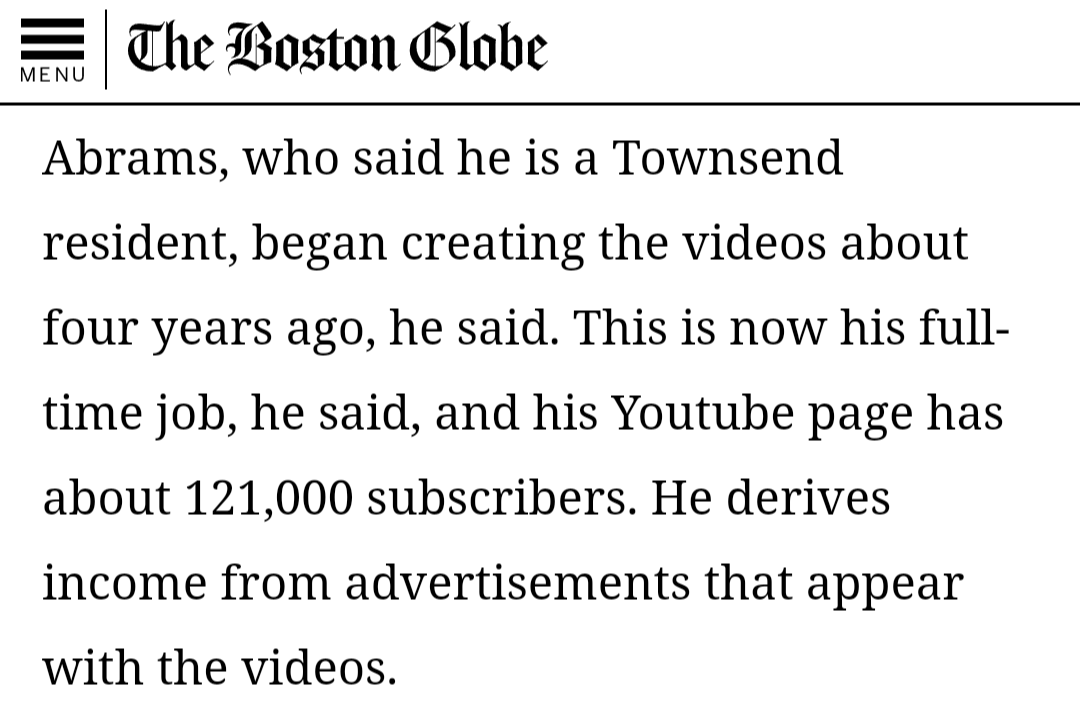 MENU
The Boston Globe
Abrams, who said he is a Townsend
resident, began creating the videos about
four years ago, he said. This is now his full-
time job, he said, and his Youtube page has
about 121,000 subscribers. He derives
income from advertisements that appear
with the videos.